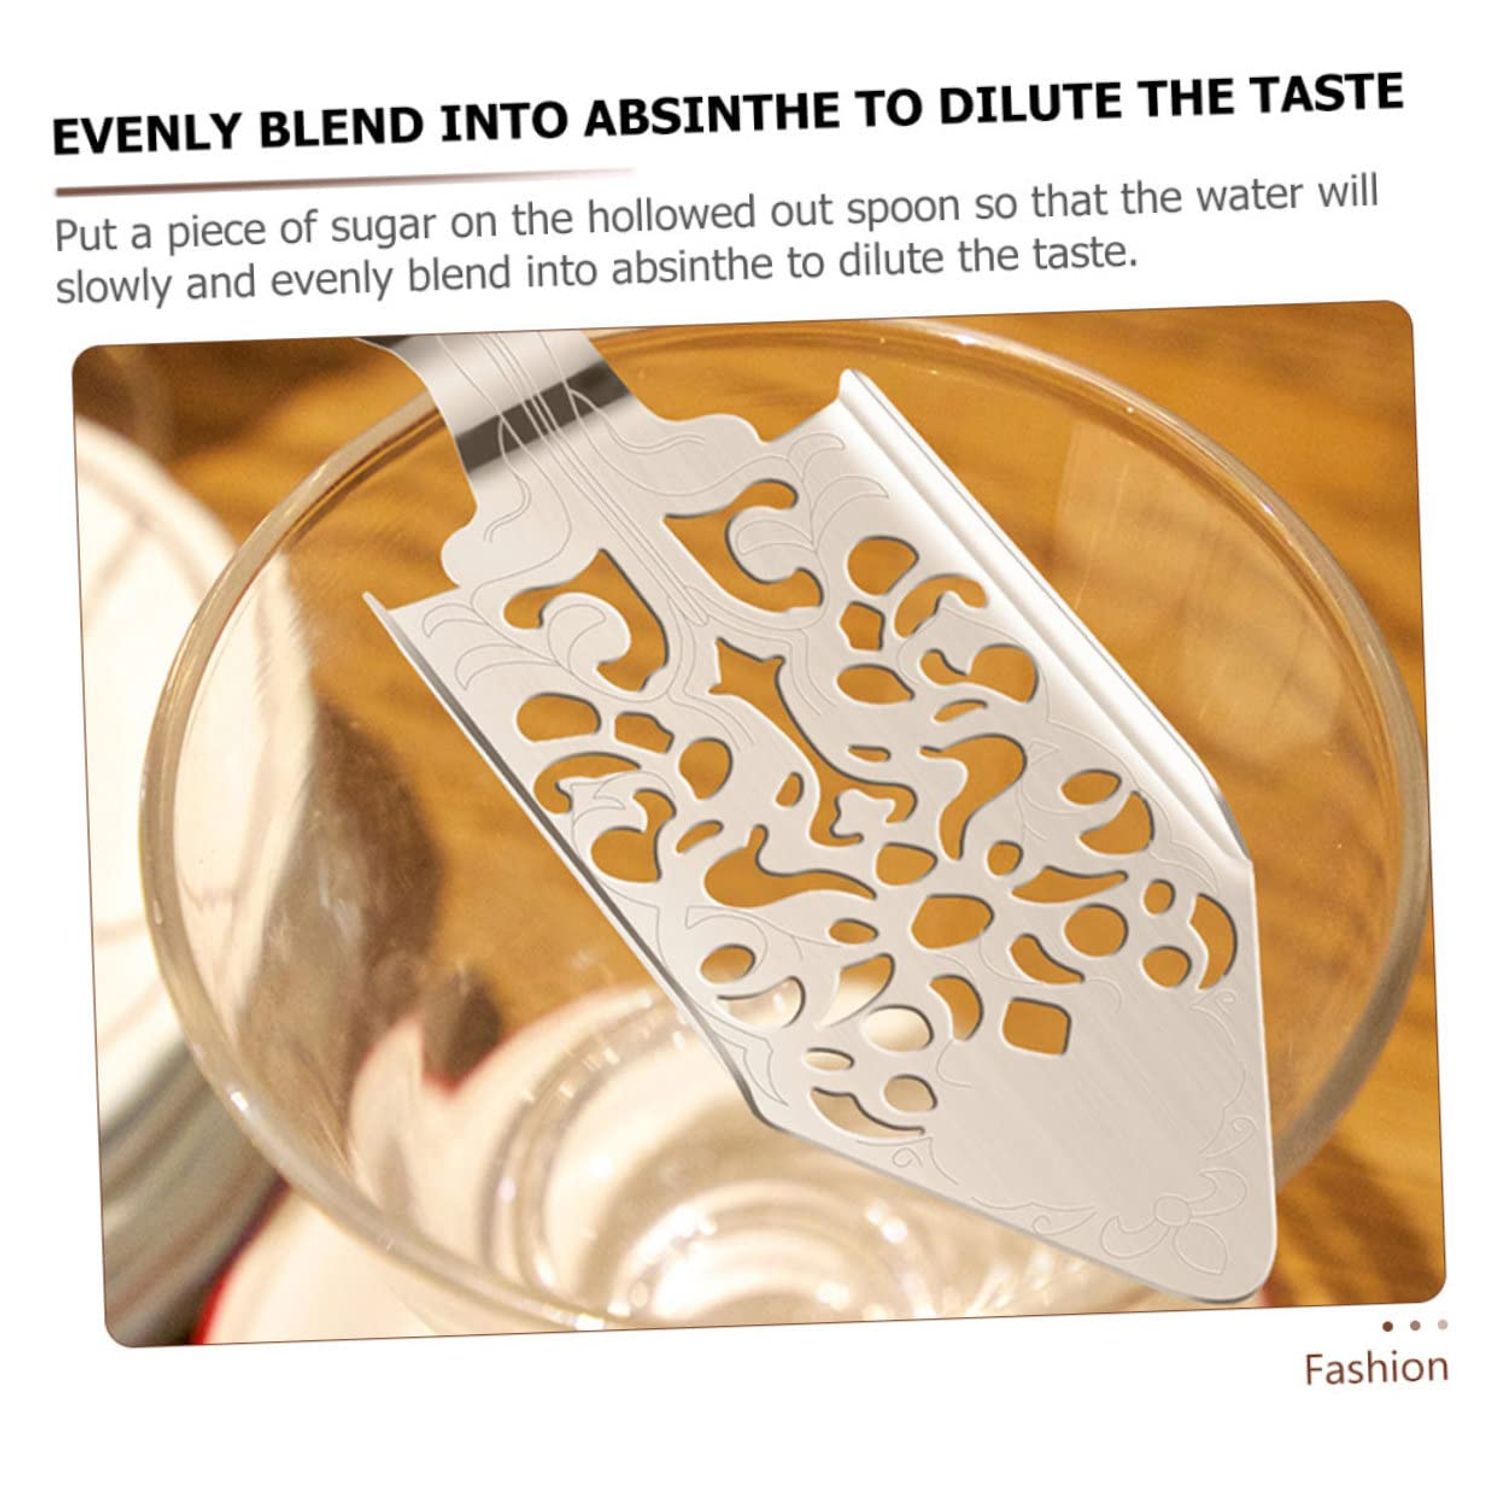 EVENLY BLEND INTO ABSINTHE TO DILUTE THE TASTE
Put a piece of sugar on the hollowed out spoon so that the water will
slowly and evenly blend into absinthe to dilute the taste.
Fashion